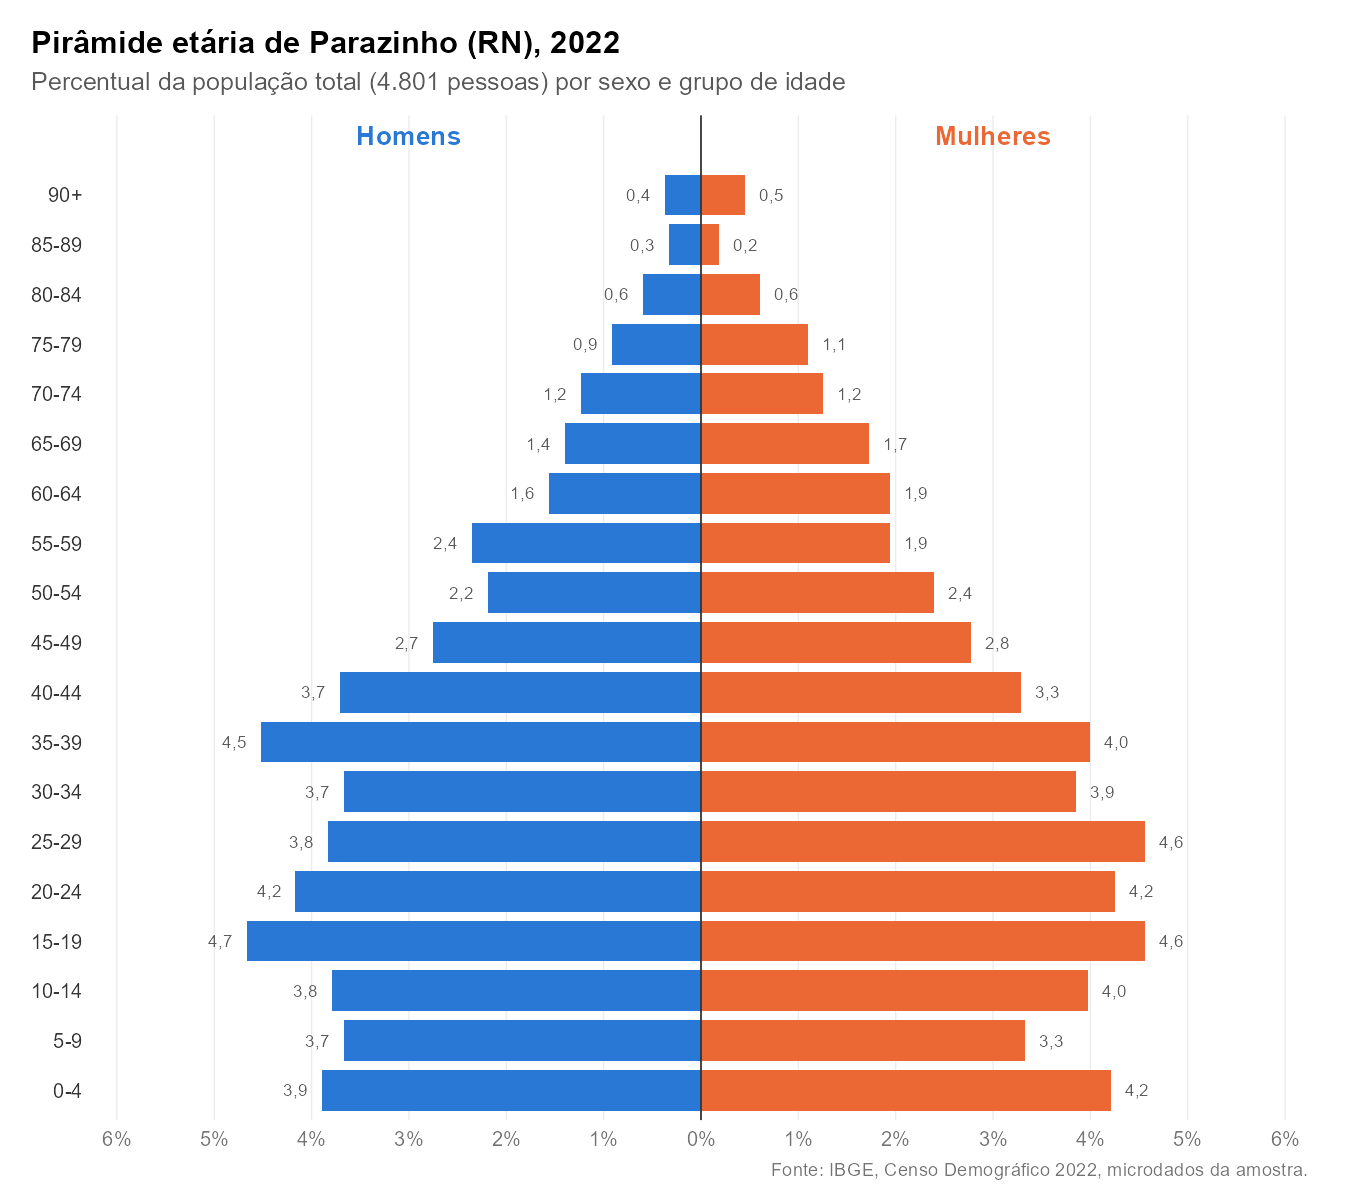 Pirâmide etária de Parazinho (RN), 2022
Percentual da população total (4.801 pessoas) por sexo e grupo de idade
Homens Mulheres
90+ 0,4 0,5
85-89 0,3 0,2
80-84 0,6 0,6
75-79 0,9 1,1
70-74 1,2 1,2
65-69 1,4 1,7
60-64 1,6 1,9
55-59 2,4 1,9
50-54 2,2 2,4
45-49 2,7 2,8
40-44 3,7 3,3
35-39 4,5 4,0
30-34 3,7 3,9
25-29 3,8 4,6
20-24 4,2 4,2
15-19 4,7 4,6
10-14 3,8 4,0
5-9 3,7 3,3
0-4 3,9 4,2
6% 5% 4% 3% 2% 1% 0% 1% 2% 3% 4% 5% 6%
Fonte: IBGE, Censo Demográfico 2022, microdados da amostra.